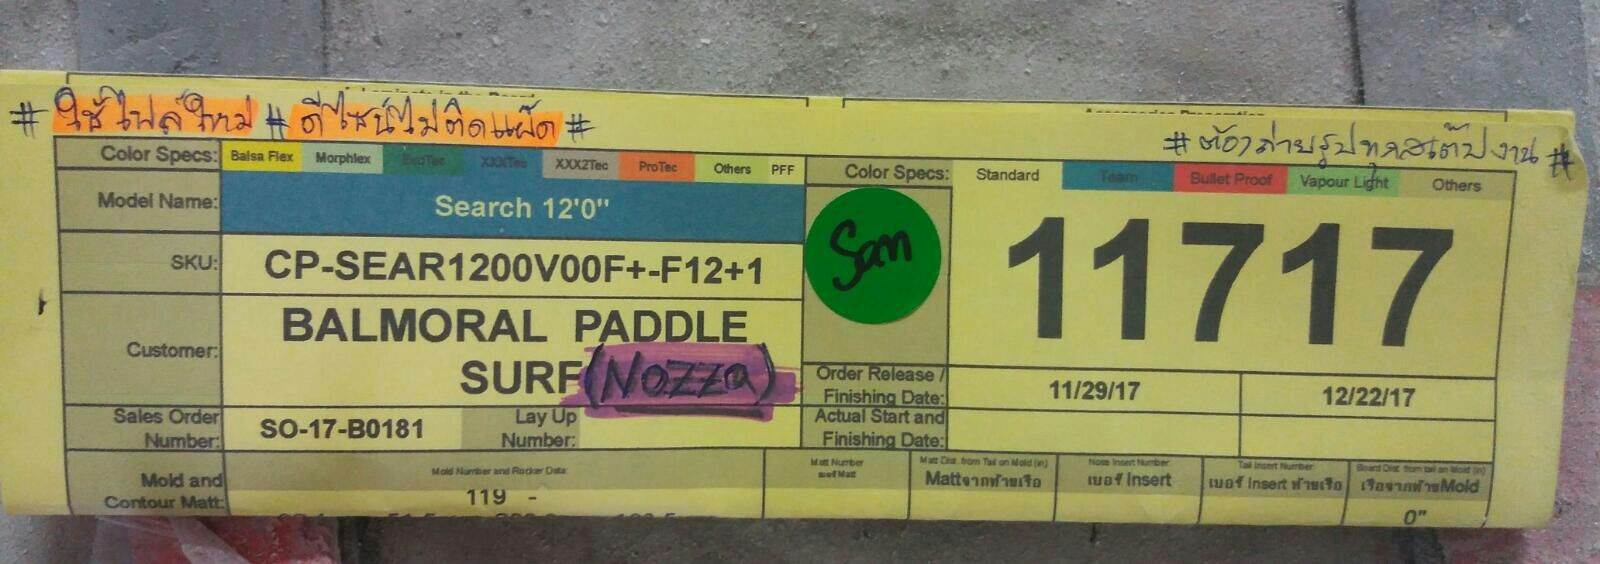 # ใช้ไฟล์ใหม่ # ดีไซน์ไม่ติดแผ็ด #
# ต้องถ่ายรูปทุกสเต๊ปงาน #
Color Specs: Balsa Flex Morphlex EcoTec XXXTec XXX2Tec ProTec Others PFF
Color Specs: Standard Team Bullet Proof Vapour Light Others
Model Name: Search 12'0"
San
11717
SKU: CP-SEAR1200V00F+-F12+1
Customer: BALMORAL PADDLE
SURF (Nozza)
Order Release / Finishing Date: 11/29/17 12/22/17
Sales Order Number: SO-17-B0181 Lay Up Number:
Actual Start and Finishing Date:
Mold and Contour Matt:
Mold Number and Rocker Data:
119 -
Matt Number
เบอร์ Matt
Matt Dist. from Tail on Mold (in)
Mattจากท้ายเรือ
Nose Insert Number
เบอร์ Insert
Tail Insert Number
เบอร์ Insert ท้ายเรือ
Board Dist. from tail on Mold (in)
เรือจากท้ายMold
0"